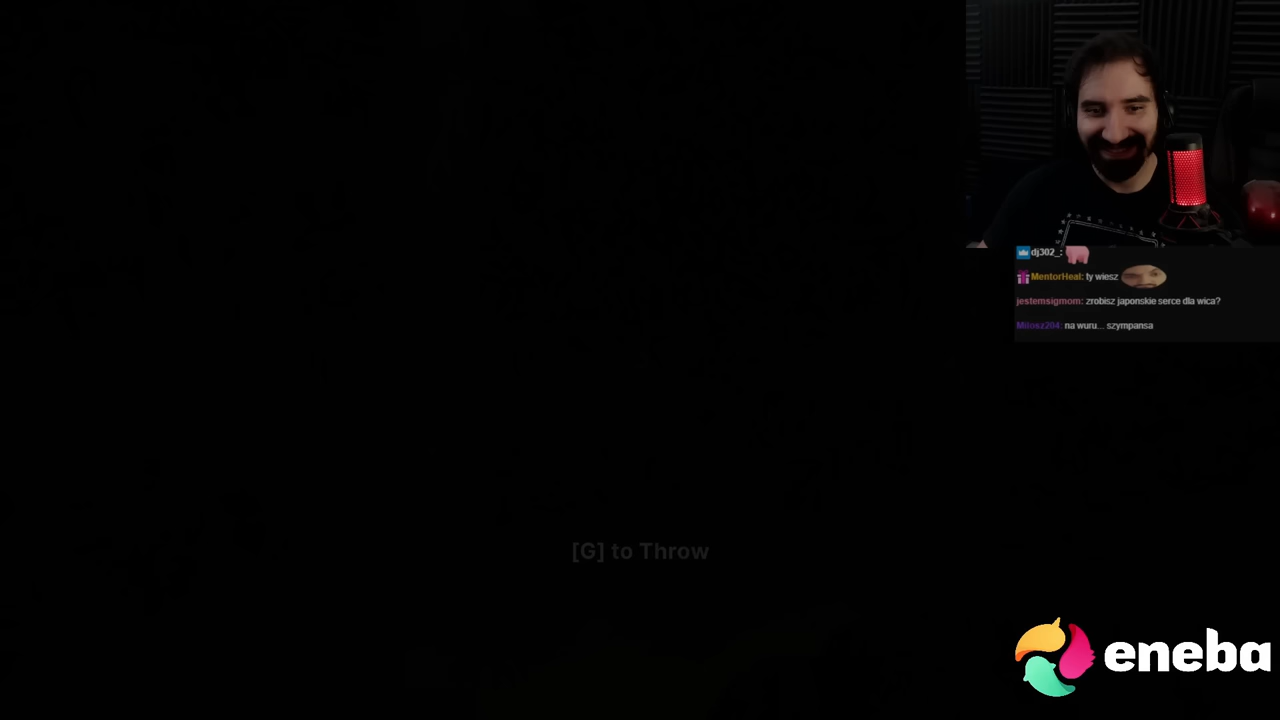 dj302_:
MentorHeal: ty wiesz
jestemsigmom: zrobisz japonskie serce dla wica?
Milosz204: na wuru... szympansa
[G] to Throw
eneba